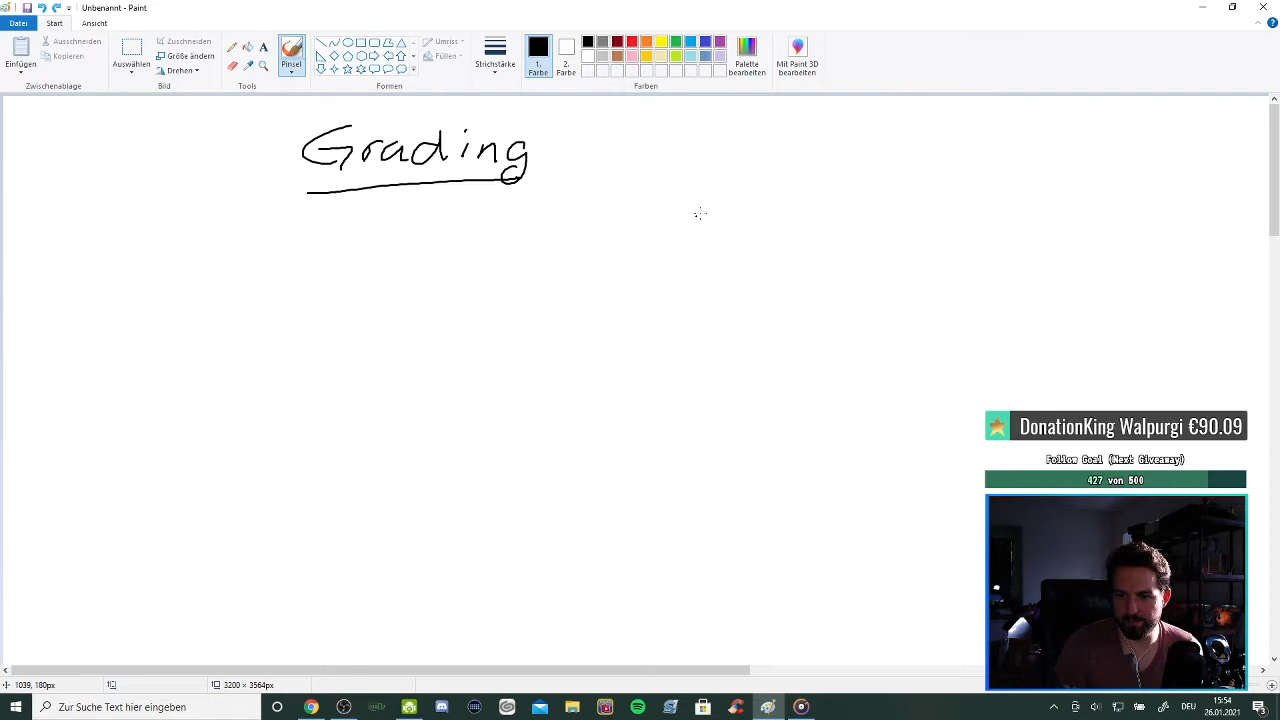 Unbenannt - Paint
Datei Start Ansicht
Einfügen Ausschneiden Kopieren Auswählen Zuschneiden Größe ändern Drehen A Pinsel Umriss Füllen Strichstärke 1. Farbe 2. Farbe Palette bearbeiten Mit Paint 3D bearbeiten
Zwischenablage Bild Tools Formen Farben
Grading
DonationKing Walpurgi €90.09
Follow Goal (Next Giveaway)
427 von 500
1039, 180px 3200 × 3564px
Zur Suche Text hier eingeben DEU 15:54
26.01.2021